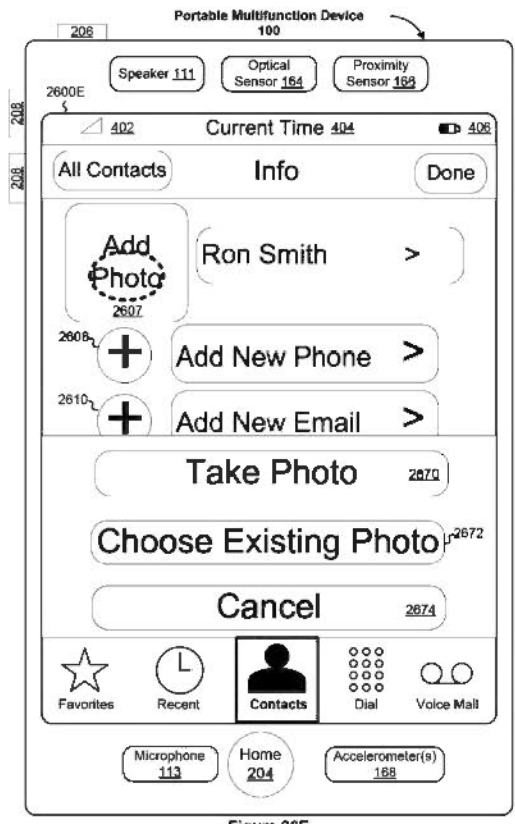 Portable Multifunction Device
100
206
Speaker 111
Optical
Sensor 164
Proximity
Sensor 166
2600E
208
402
Current Time 404
406
208
All Contacts
Info
Done
Add
Photo
2607
Ron Smith >
2608
+
Add New Phone >
2610
+
Add New Email >
Take Photo 2670
Choose Existing Photo 2672
Cancel 2674
Favorites
Recent
Contacts
Dial
Voice Mail
Microphone
113
Home
204
Accelerometer(s)
168